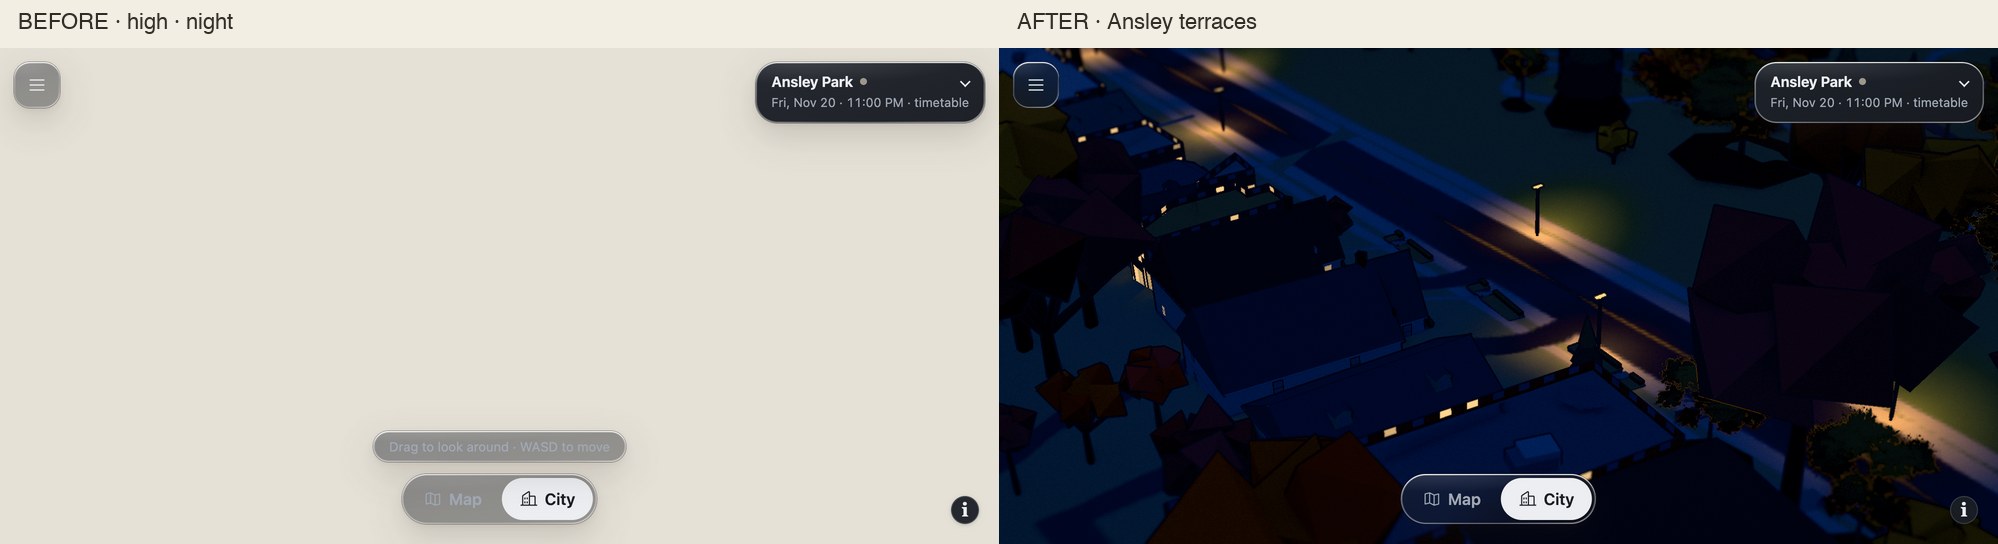 BEFORE · high · night
Ansley Park
Fri, Nov 20 · 11:00 PM · timetable
Drag to look around · WASD to move
Map
City
AFTER · Ansley terraces
Ansley Park
Fri, Nov 20 · 11:00 PM · timetable
Map
City